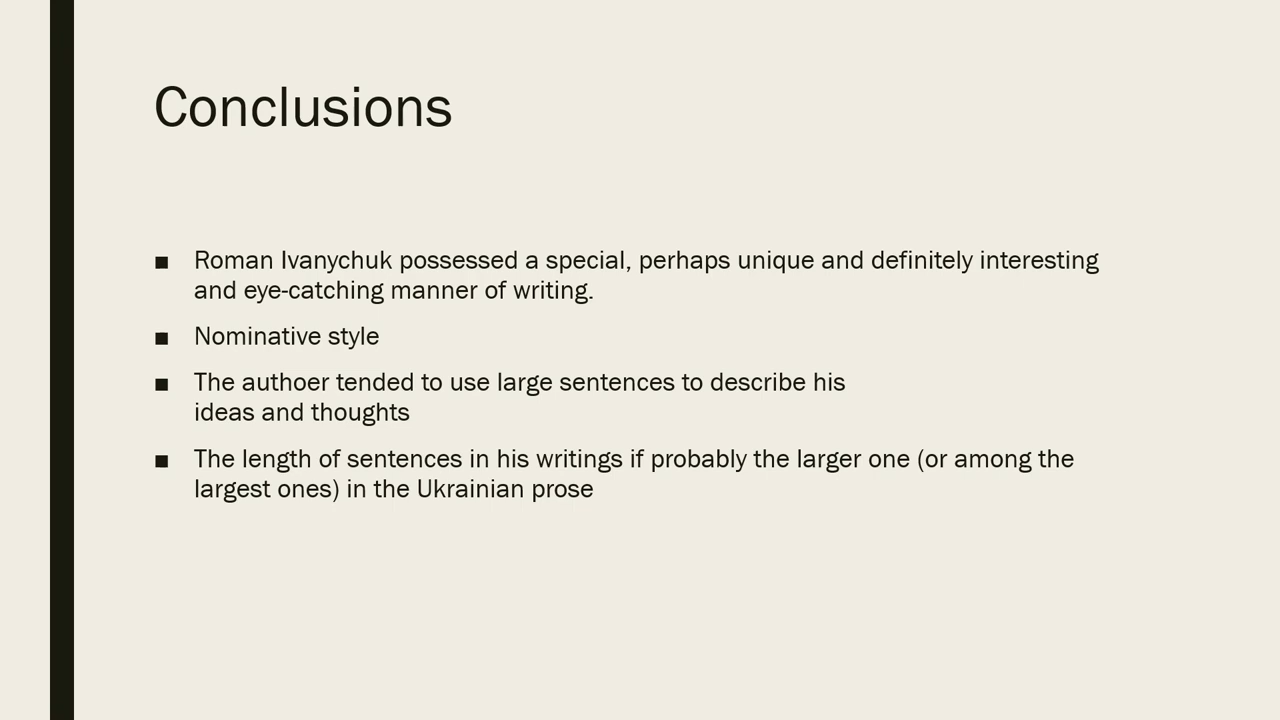 Conclusions
■ Roman Ivanychuk possessed a special, perhaps unique and definitely interesting
and eye-catching manner of writing.
■ Nominative style
■ The authoer tended to use large sentences to describe his
ideas and thoughts
■ The length of sentences in his writings if probably the larger one (or among the
largest ones) in the Ukrainian prose